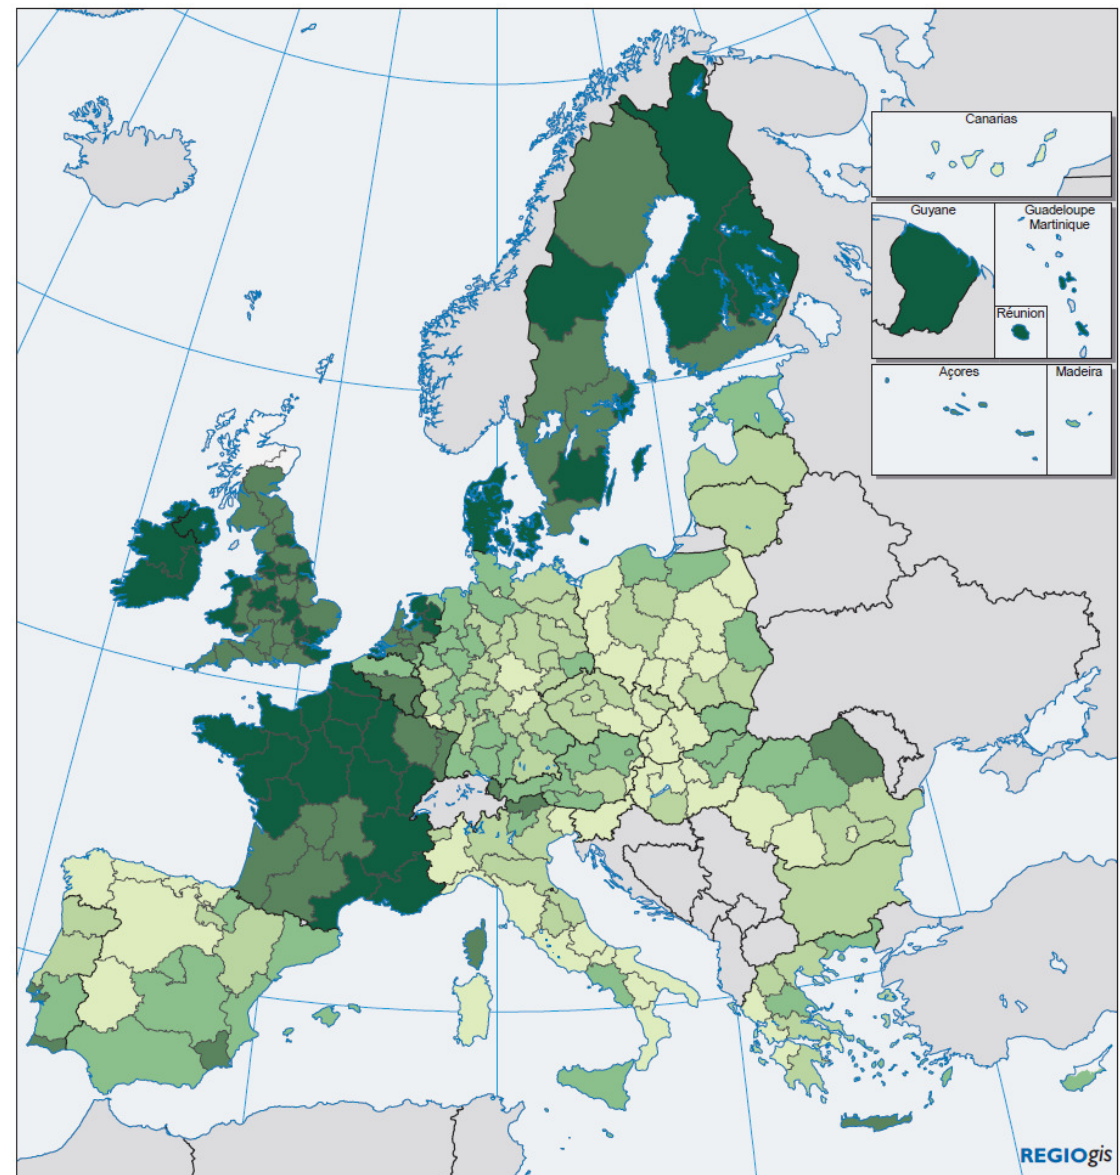 Canarias
Guyane
Guadeloupe
Martinique
Réunion
Açores
Madeira
REGIOgis